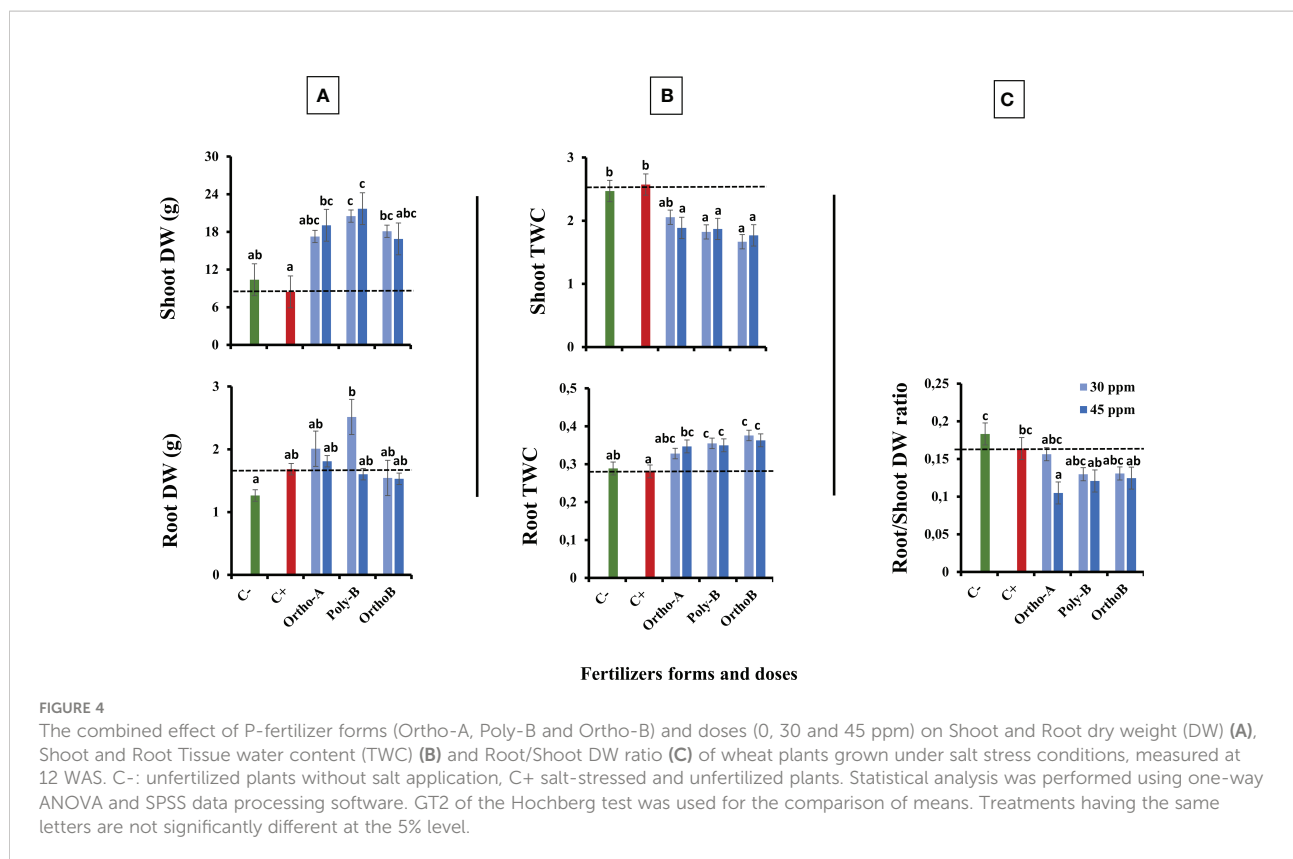 A
B
C
Shoot DW (g)
30
24
18
12
6
0
ab
a
abc
bc
c
c
bc
abc
Root DW (g)
3
2
1
0
a
ab
ab
ab
b
ab
ab
ab
C-
C+
Ortho-A
Poly-B
OrthoB
Shoot TWC
3
2
1
0
b
b
ab
a
a
a
a
a
Root TWC
0,5
0,4
0,3
0,2
0,1
0
ab
a
abc
bc
c
c
c
c
C-
C+
Ortho-A
Poly-B
OrthoB
Root/Shoot DW ratio
0,25
0,2
0,15
0,1
0,05
0
c
bc
abc
a
abc
ab
abc
ab
30 ppm
45 ppm
C-
C+
Ortho-A
Poly-B
OrthoB
Fertilizers forms and doses
FIGURE 4
The combined effect of P-fertilizer forms (Ortho-A, Poly-B and Ortho-B) and doses (0, 30 and 45 ppm) on Shoot and Root dry weight (DW) (A),
Shoot and Root Tissue water content (TWC) (B) and Root/Shoot DW ratio (C) of wheat plants grown under salt stress conditions, measured at
12 WAS. C-: unfertilized plants without salt application, C+ salt-stressed and unfertilized plants. Statistical analysis was performed using one-way
ANOVA and SPSS data processing software. GT2 of the Hochberg test was used for the comparison of means. Treatments having the same
letters are not significantly different at the 5% level.